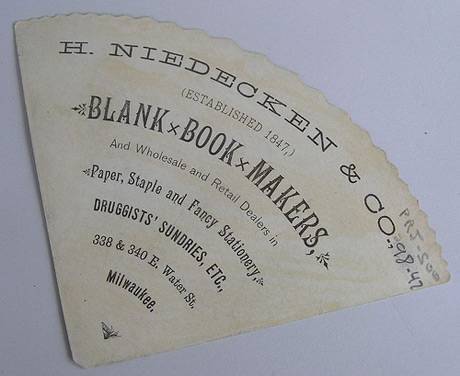 H. NIEDECKEN & CO.,
(ESTABLISHED 1847,)
BLANK × BOOK × MAKERS,
And Wholesale and Retail Dealers in
Paper, Staple and Fancy Stationery,
DRUGGISTS' SUNDRIES, ETC.,
338 & 340 E. Water St.
Milwaukee.